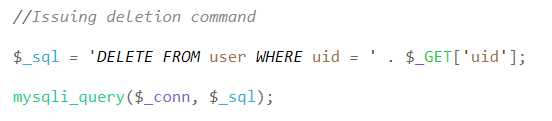 //Issuing deletion command
$_sql = 'DELETE FROM user WHERE uid = ' . $_GET['uid'];
mysqli_query($_conn, $_sql);